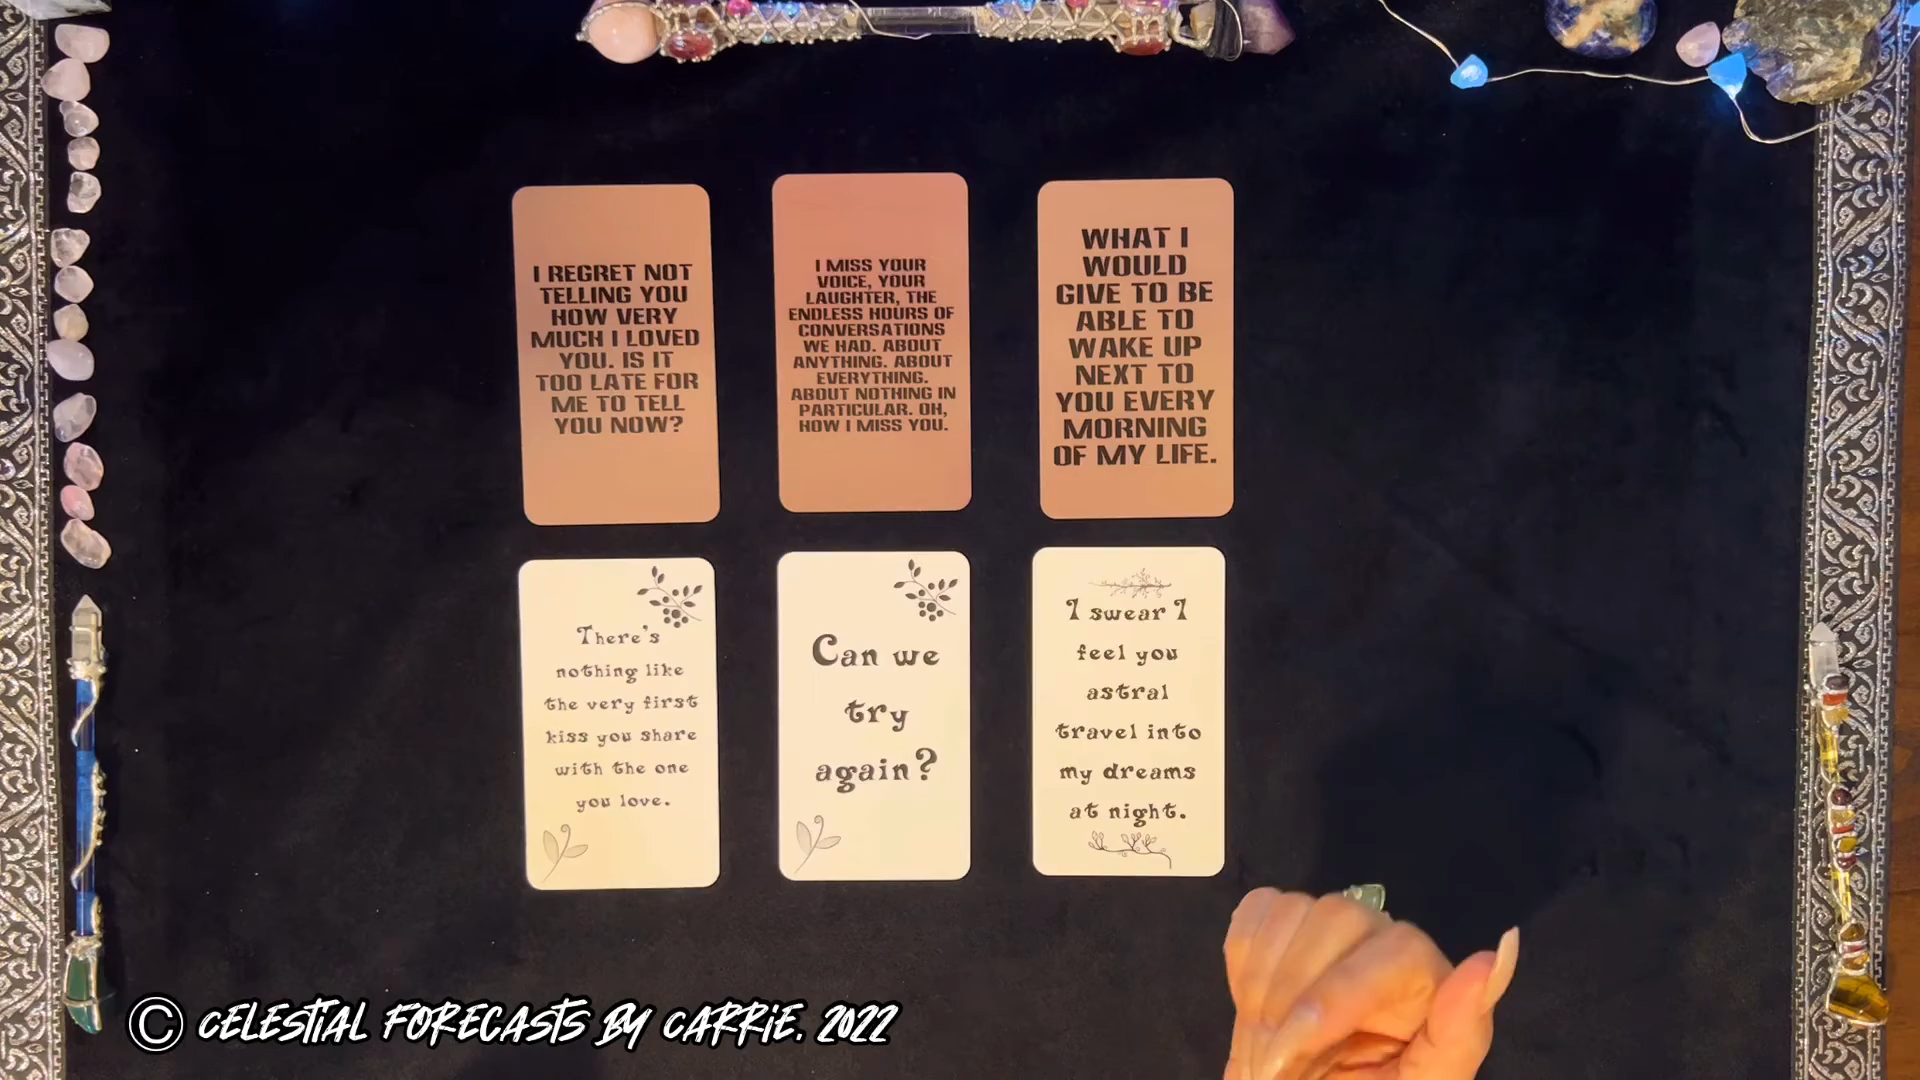 I REGRET NOT
TELLING YOU
HOW VERY
MUCH I LOVED
YOU. IS IT
TOO LATE FOR
ME TO TELL
YOU NOW?
I MISS YOUR
VOICE, YOUR
LAUGHTER, THE
ENDLESS HOURS OF
CONVERSATIONS
WE HAD. ABOUT
ANYTHING. ABOUT
EVERYTHING.
ABOUT NOTHING IN
PARTICULAR. OH,
HOW I MISS YOU.
WHAT I
WOULD
GIVE TO BE
ABLE TO
WAKE UP
NEXT TO
YOU EVERY
MORNING
OF MY LIFE.
There's
nothing like
the very first
kiss you share
with the one
you love.
Can we
try
again?
I swear I
feel you
astral
travel into
my dreams
at night.
© CELESTIAL FORECASTS BY CARRIE. 2022